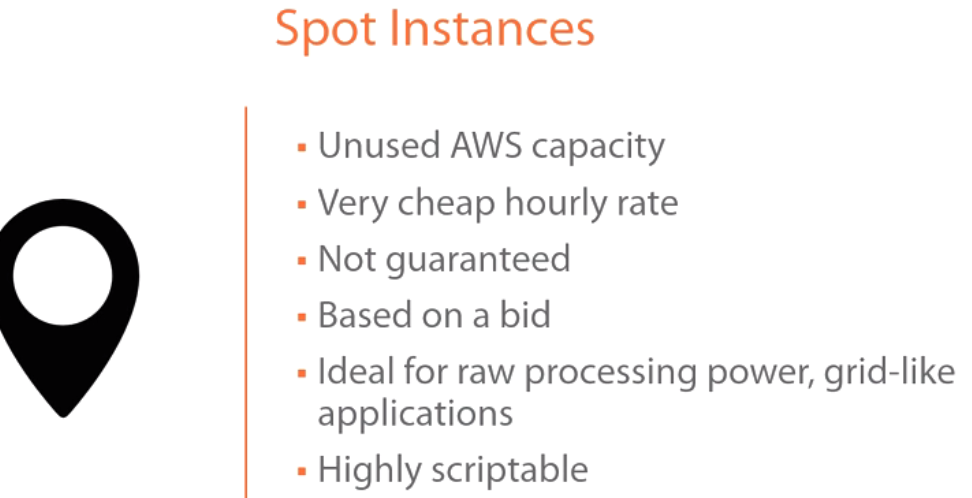 Spot Instances
▪ Unused AWS capacity
▪ Very cheap hourly rate
▪ Not guaranteed
▪ Based on a bid
▪ Ideal for raw processing power, grid-like
applications
▪ Highly scriptable